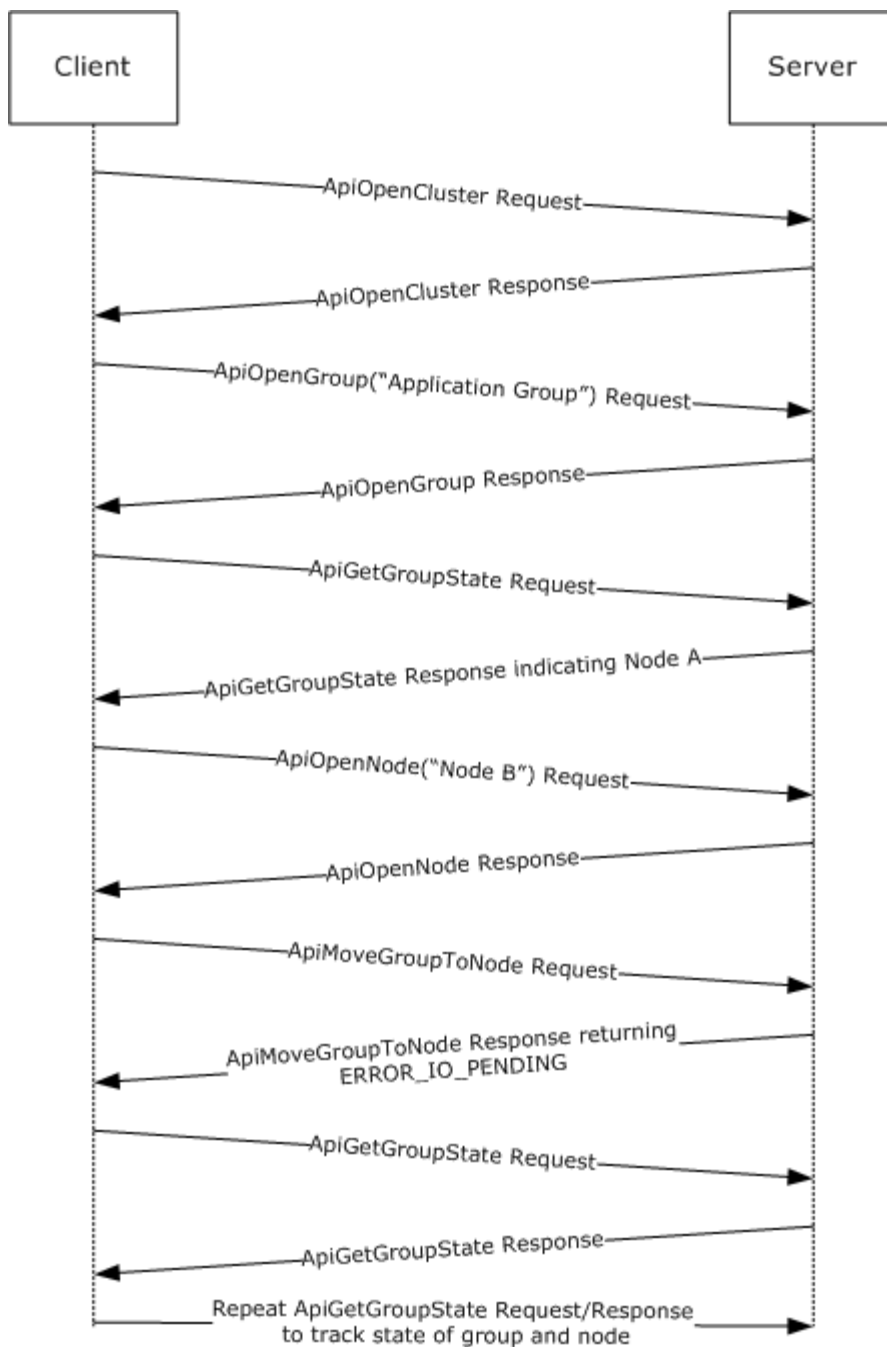 Client
Server
ApiOpenCluster Request
ApiOpenCluster Response
ApiOpenGroup(“Application Group”) Request
ApiOpenGroup Response
ApiGetGroupState Request
ApiGetGroupState Response indicating Node A
ApiOpenNode(“Node B”) Request
ApiOpenNode Response
ApiMoveGroupToNode Request
ApiMoveGroupToNode Response returning
ERROR_IO_PENDING
ApiGetGroupState Request
ApiGetGroupState Response
Repeat ApiGetGroupState Request/Response
to track state of group and node